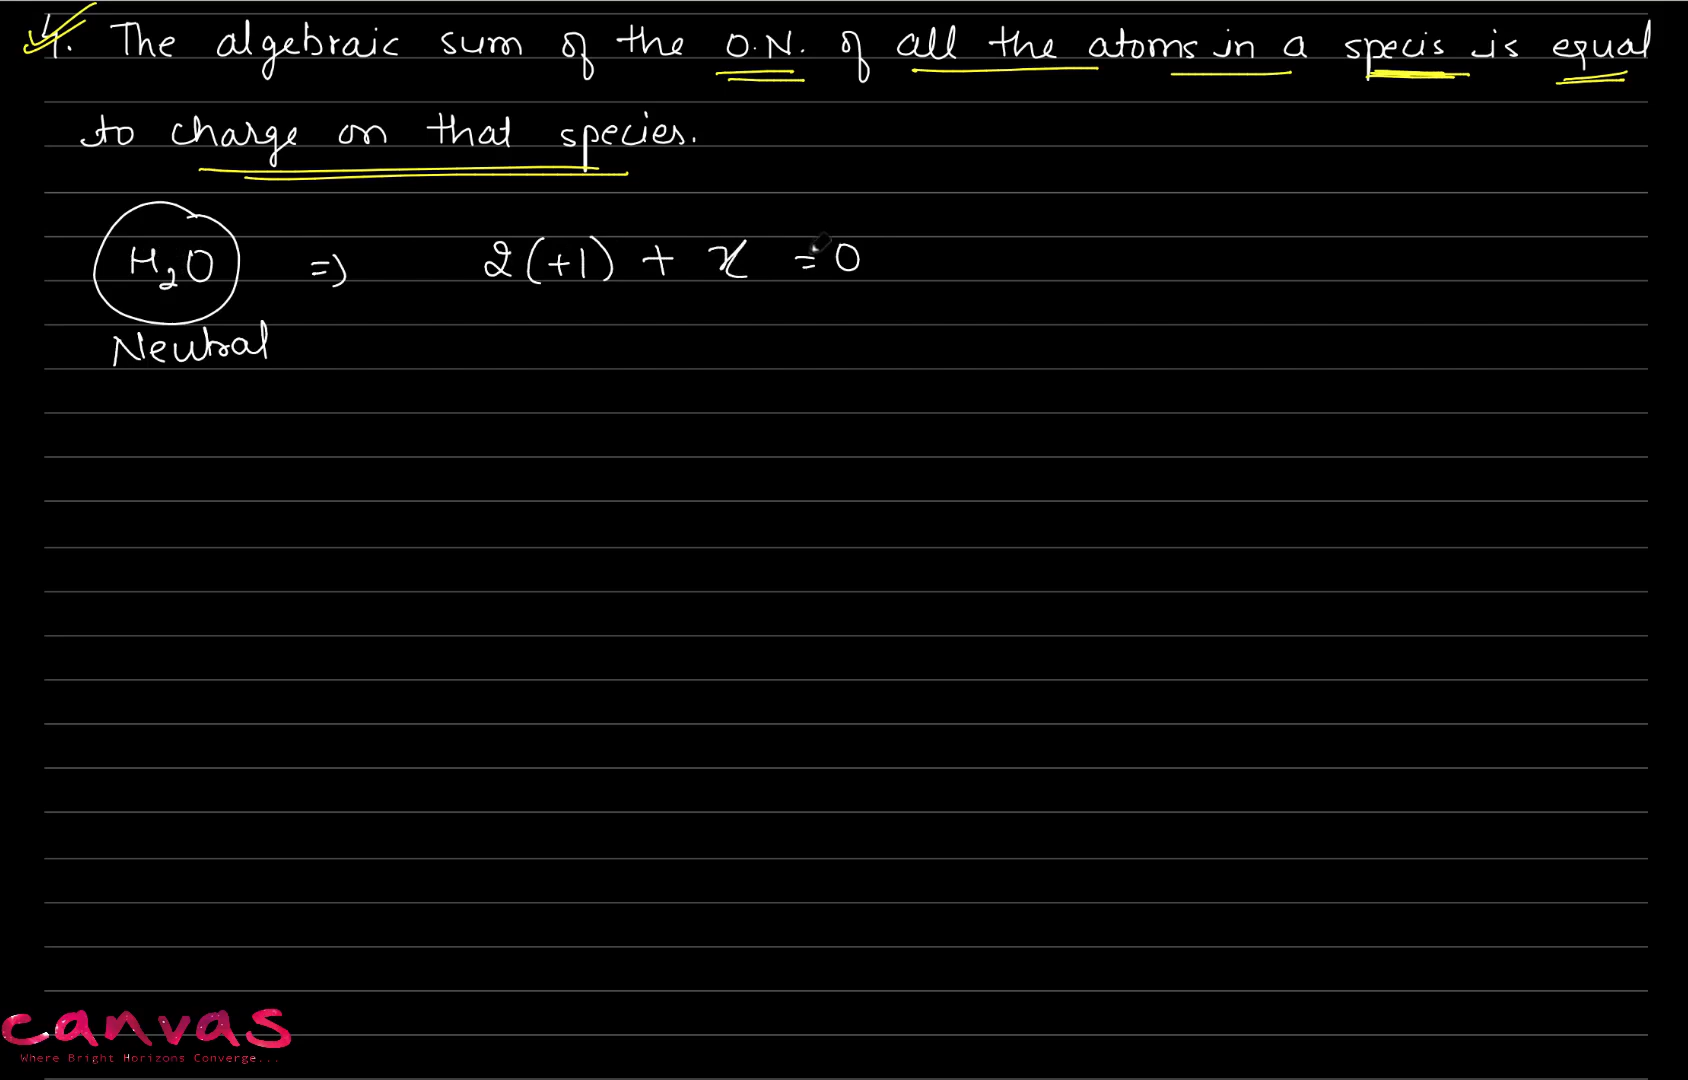 4. The algebraic sum of the O.N. of all the atoms in a specis is equal
to charge on that species.
H₂O ⇒ 2(+1) + x = 0
Neutral
canvas
Where Bright Horizons Converge...